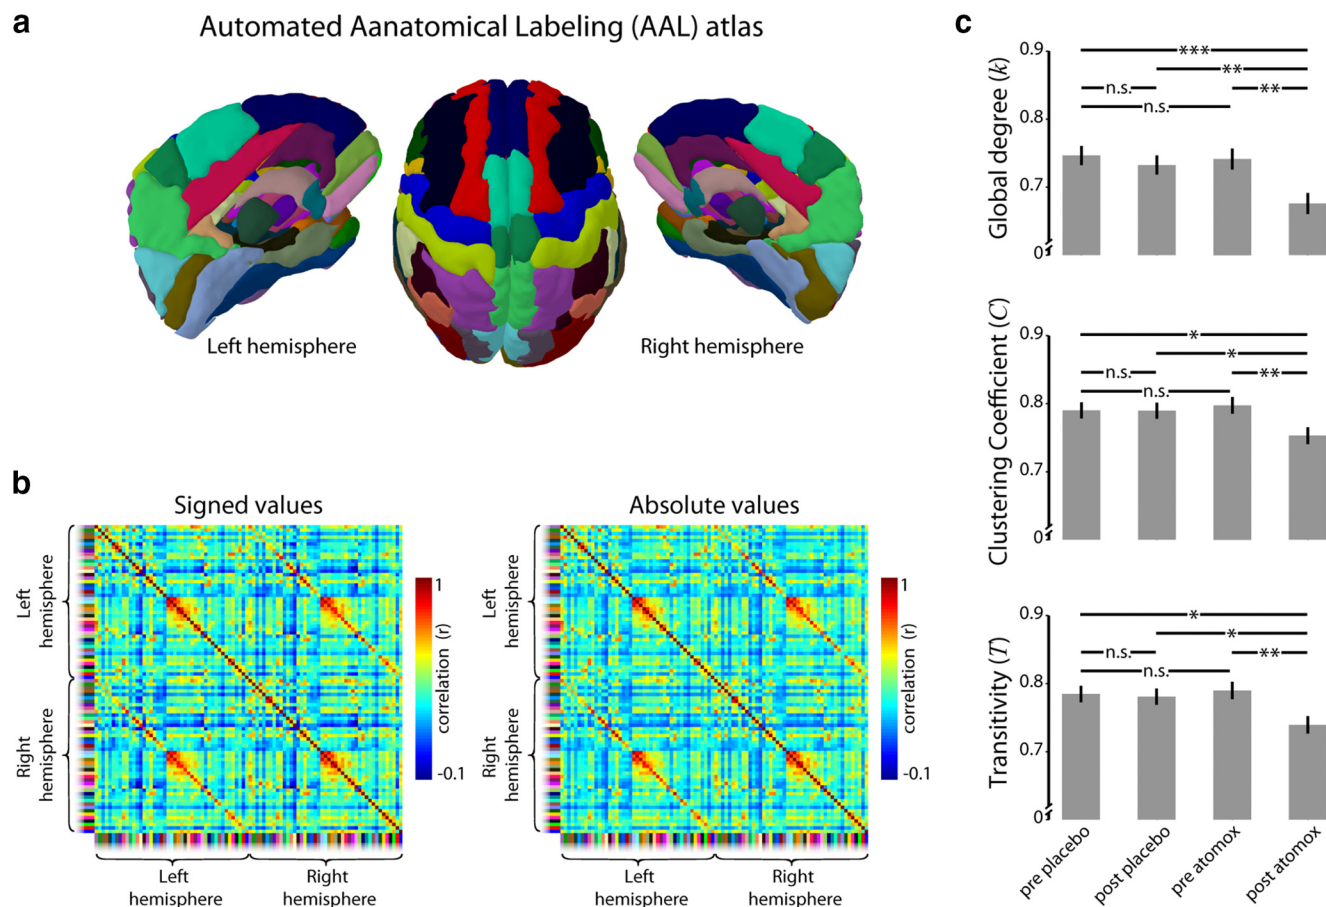 a
Automated Aanatomical Labeling (AAL) atlas
Left hemisphere
Right hemisphere
b
Signed values
Left
hemisphere
Right
hemisphere
1
correlation (r)
-0.1
Left
hemisphere
Right
hemisphere
Absolute values
Left
hemisphere
Right
hemisphere
1
correlation (r)
-0.1
Left
hemisphere
Right
hemisphere
c
Global degree (k)
0.9
0.8
0.7
0
***
**
n.s.
**
n.s.
Clustering Coefficient (C)
0.9
0.8
0.7
0
*
*
n.s.
**
n.s.
Transitivity (T)
0.9
0.8
0.7
0
*
*
n.s.
**
n.s.
pre placebo
post placebo
pre atomox
post atomox